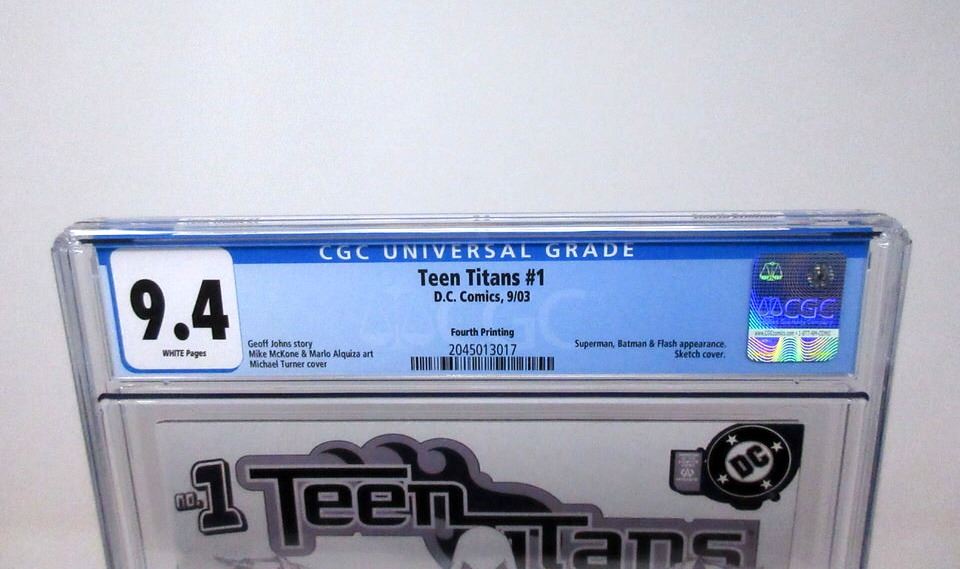 CGC UNIVERSAL GRADE
9.4
WHITE Pages
Teen Titans #1
D.C. Comics, 9/03
Fourth Printing
2045013017
Geoff Johns story
Mike McKone & Marlo Alquiza art
Michael Turner cover
Superman, Batman & Flash appearance.
Sketch cover.
CGC
no. 1
Teen
Titans
DC